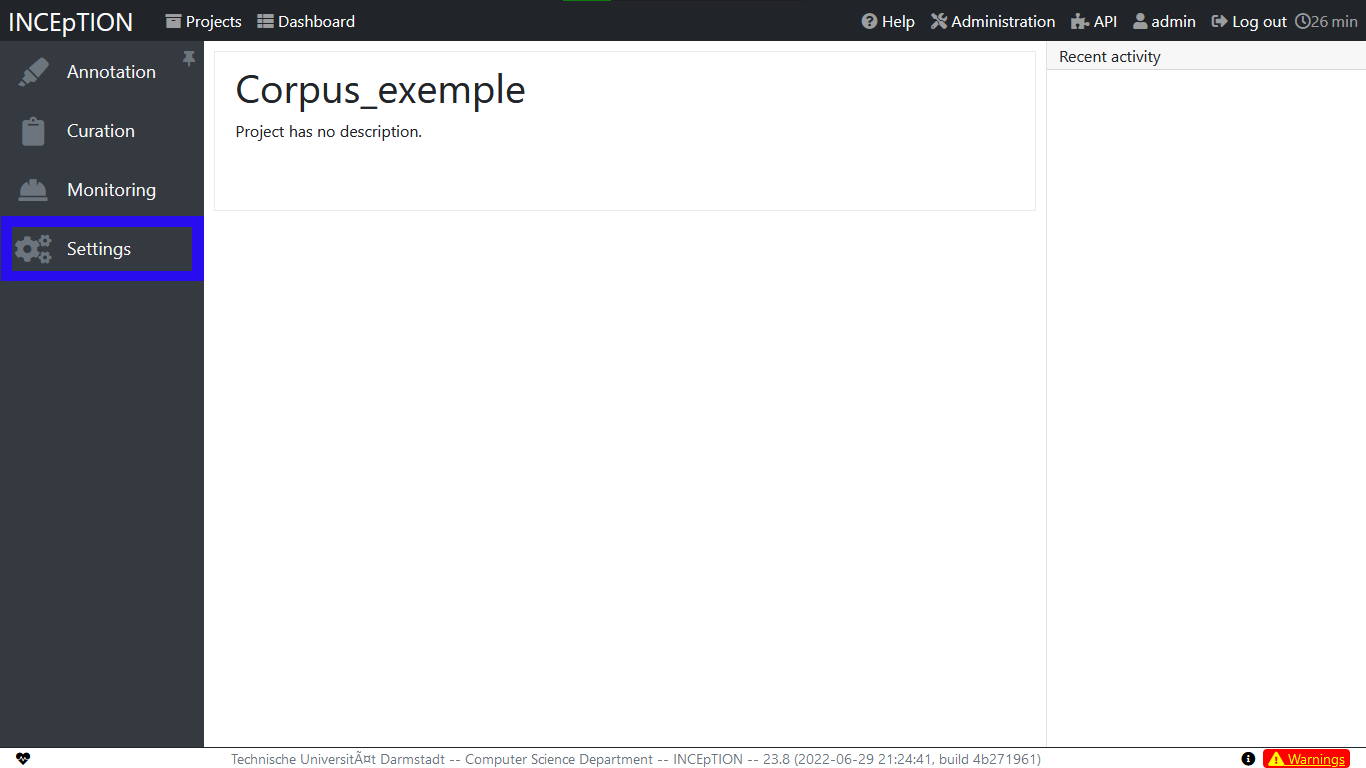 INCEpTION Projects Dashboard Help Administration API admin Log out 26 min
Annotation
Curation
Monitoring
Settings
Corpus_exemple
Project has no description.
Recent activity
Technische UniversitÃ¤t Darmstadt -- Computer Science Department -- INCEpTION -- 23.8 (2022-06-29 21:24:41, build 4b271961)
Warnings